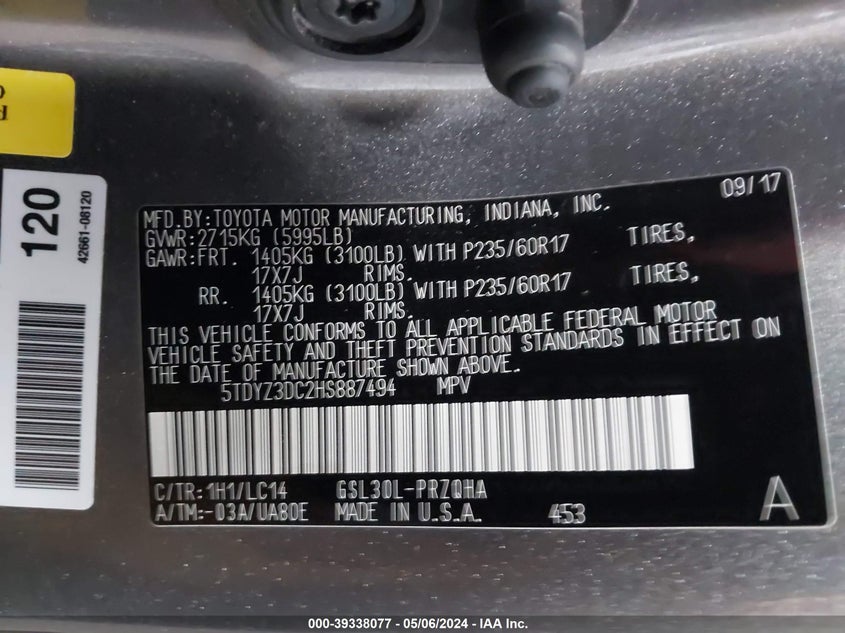 120
42661-08120
09/17
MFD.BY:TOYOTA MOTOR MANUFACTURING, INDIANA, INC.
GVWR:2715KG (5995LB)
GAWR:FRT. 1405KG (3100LB) WITH P235/60R17 TIRES,
17X7J RIMS.
RR. 1405KG (3100LB) WITH P235/60R17 TIRES,
17X7J RIMS.
THIS VEHICLE CONFORMS TO ALL APPLICABLE FEDERAL MOTOR
VEHICLE SAFETY AND THEFT PREVENTION STANDARDS IN EFFECT ON
THE DATE OF MANUFACTURE SHOWN ABOVE.
5TDYZ3DC2HS887494 MPV
C/TR:1H1/LC14 GSL30L-PRZQHA
A/TM:-03A/UA80E MADE IN U.S.A. 453
A
000-39338077 - 05/06/2024 - IAA Inc.